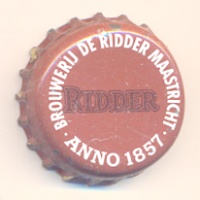 BROUWERIJ DE RIDDER MAASTRICHT
RIDDER
· ANNO 1857 ·